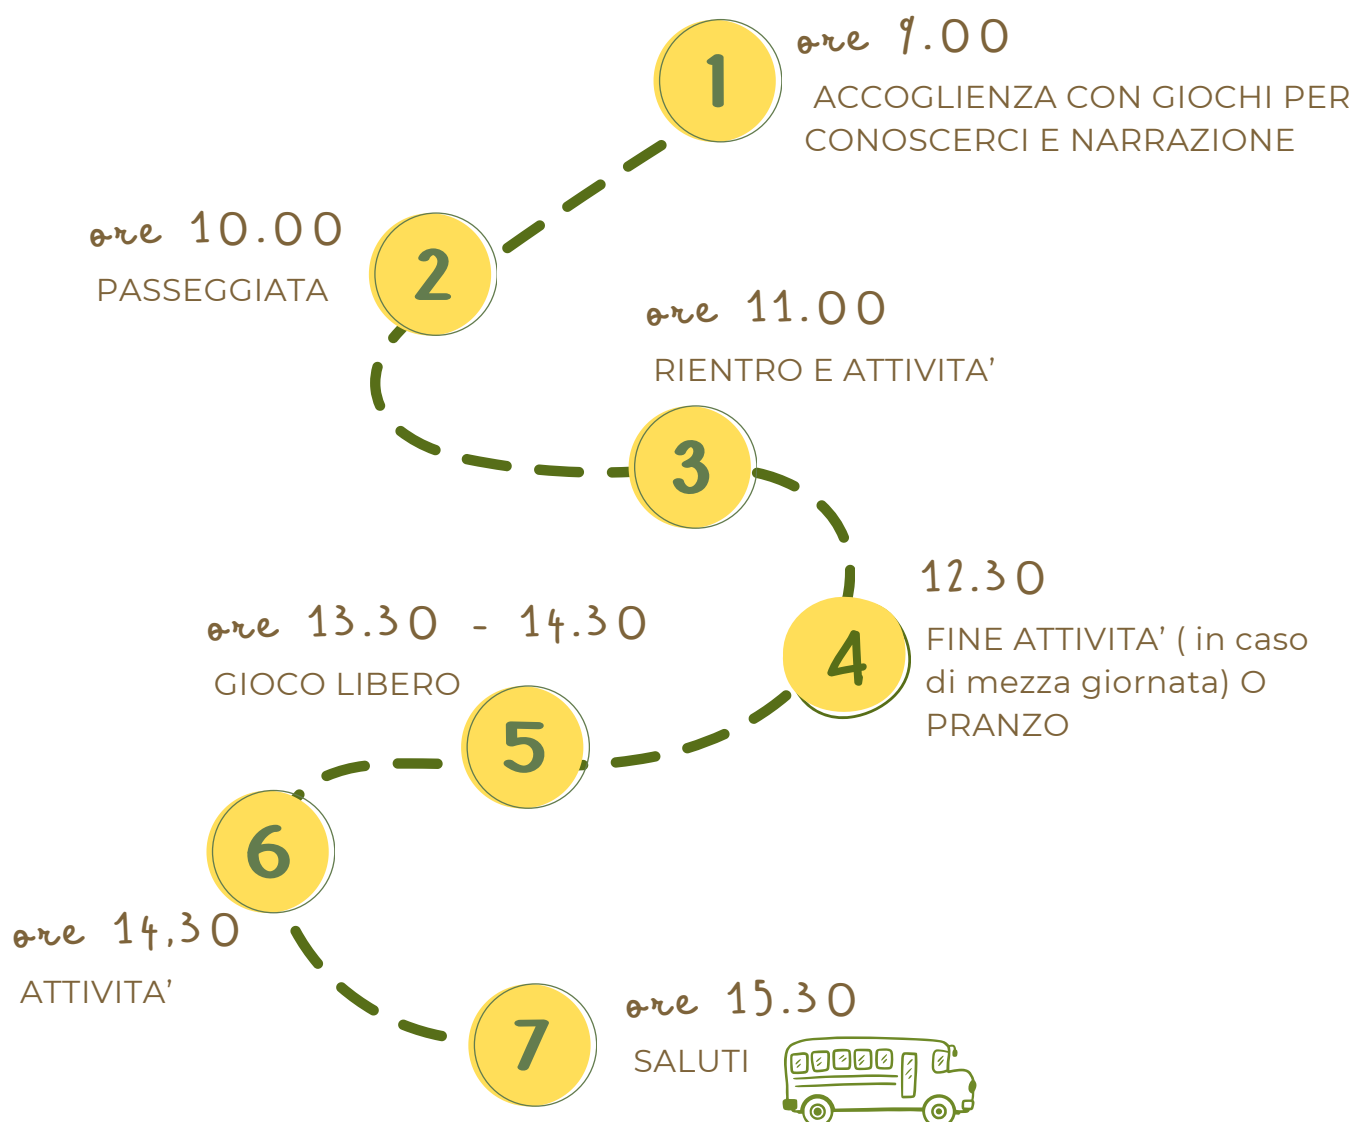 1
ore 9.00
ACCOGLIENZA CON GIOCHI PER
CONOSCERCI E NARRAZIONE
2
ore 10.00
PASSEGGIATA
3
ore 11.00
RIENTRO E ATTIVITA’
4
12.30
FINE ATTIVITA’ ( in caso
di mezza giornata) O
PRANZO
5
ore 13.30 - 14.30
GIOCO LIBERO
6
ore 14,30
ATTIVITA’
7
ore 15.30
SALUTI